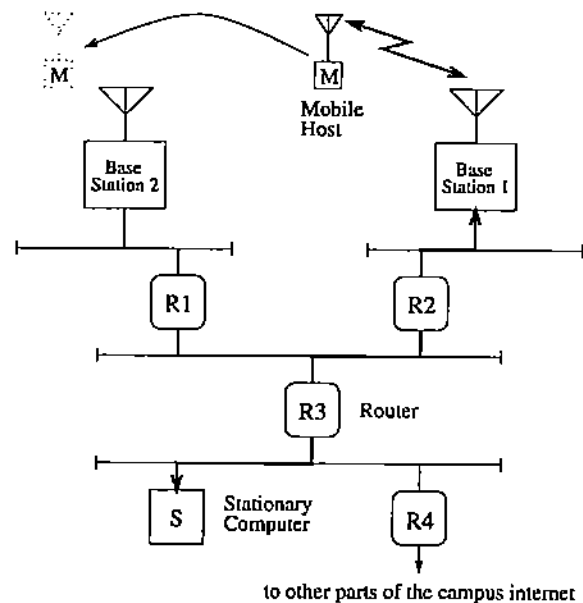 M
M
Mobile
Host
Base
Station 2
Base
Station 1
R1
R2
R3
Router
S
Stationary
Computer
R4
to other parts of the campus internet